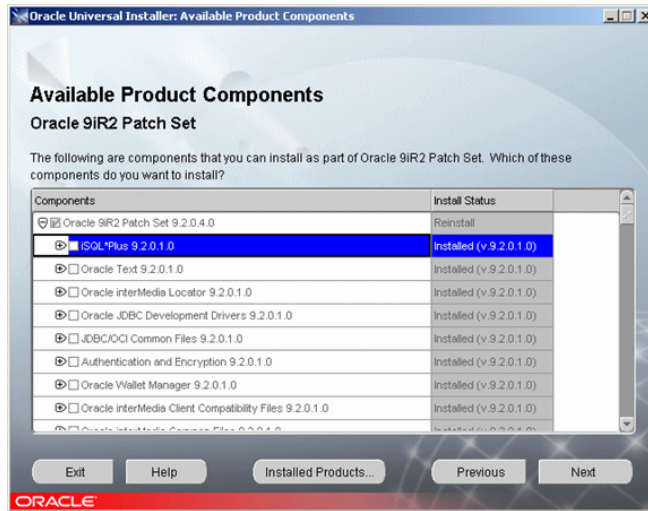 Oracle Universal Installer: Available Product Components
Available Product Components
Oracle 9iR2 Patch Set
The following are components that you can install as part of Oracle 9iR2 Patch Set. Which of these
components do you want to install?
Components Install Status
Oracle 9iR2 Patch Set 9.2.0.4.0 Reinstall
iSQL*Plus 9.2.0.1.0 Installed (v.9.2.0.1.0)
Oracle Text 9.2.0.1.0 Installed (v.9.2.0.1.0)
Oracle interMedia Locator 9.2.0.1.0 Installed (v.9.2.0.1.0)
Oracle JDBC Development Drivers 9.2.0.1.0 Installed (v.9.2.0.1.0)
JDBC/OCI Common Files 9.2.0.1.0 Installed (v.9.2.0.1.0)
Authentication and Encryption 9.2.0.1.0 Installed (v.9.2.0.1.0)
Oracle Wallet Manager 9.2.0.1.0 Installed (v.9.2.0.1.0)
Oracle interMedia Client Compatibility Files 9.2.0.1.0 Installed (v.9.2.0.1.0)
Exit Help Installed Products... Previous Next
ORACLE